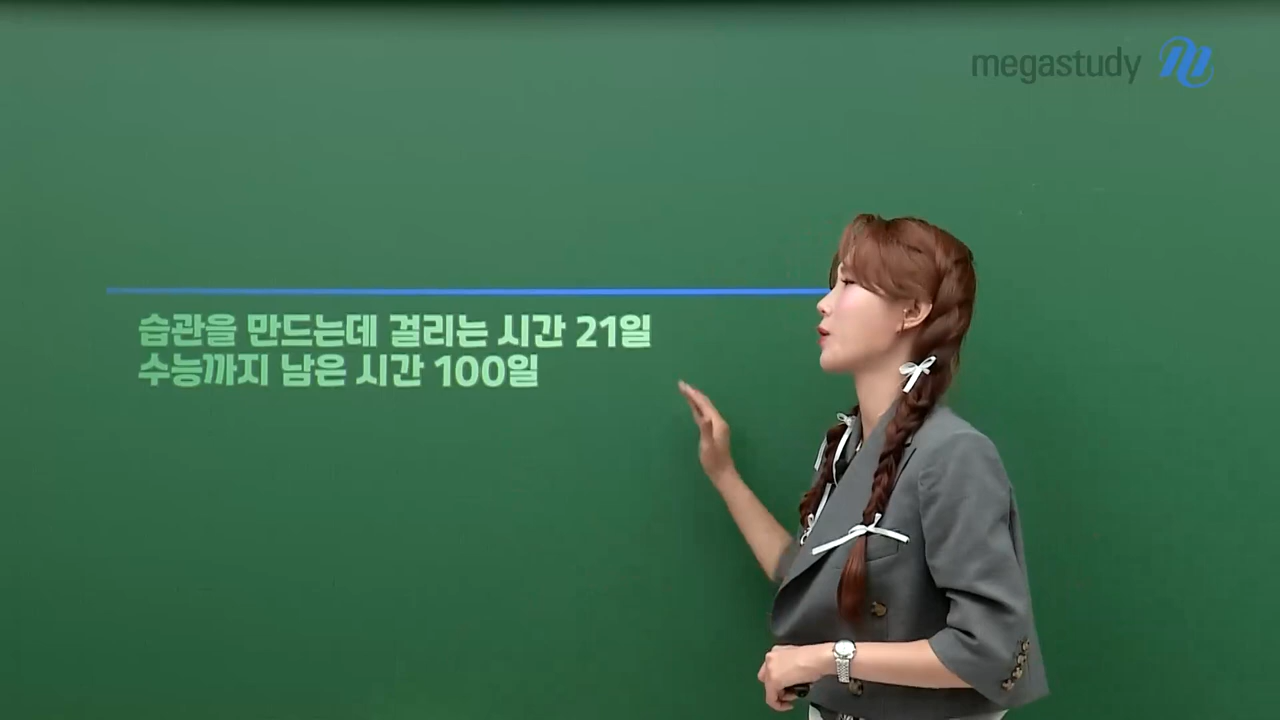 megastudy
습관을 만드는데 걸리는 시간 21일
수능까지 남은 시간 100일